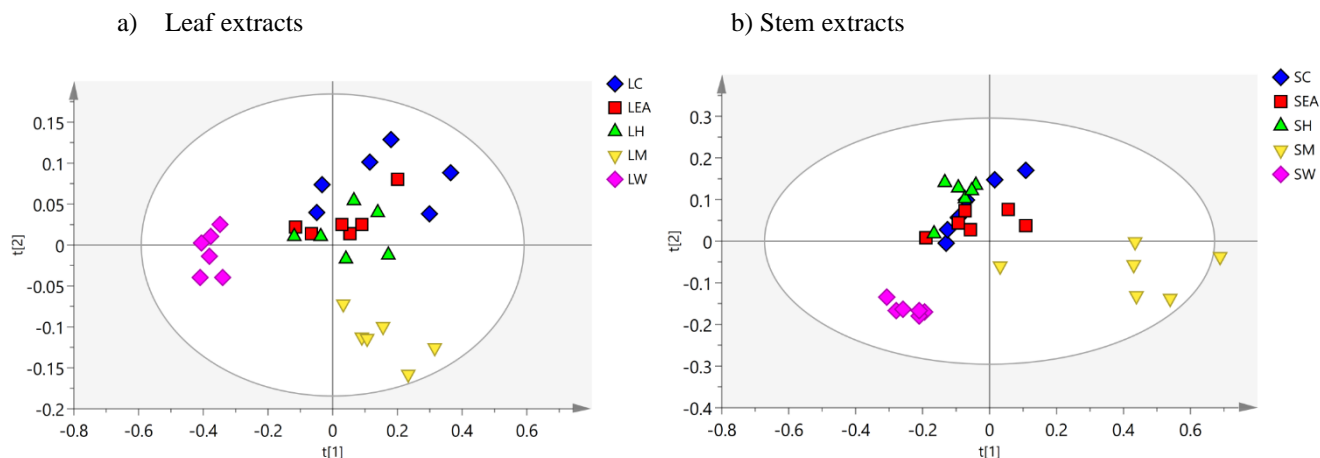 a) Leaf extracts
b) Stem extracts
LC
LEA
LH
LM
LW
0.15
0.1
0.05
0
-0.05
-0.1
-0.15
-0.2
t[2]
-0.8
-0.6
-0.4
-0.2
0
0.2
0.4
0.6
t[1]
SC
SEA
SH
SM
SW
0.3
0.2
0.1
0
-0.1
-0.2
-0.3
-0.4
t[2]
-0.8
-0.6
-0.4
-0.2
0
0.2
0.4
0.6
t[1]